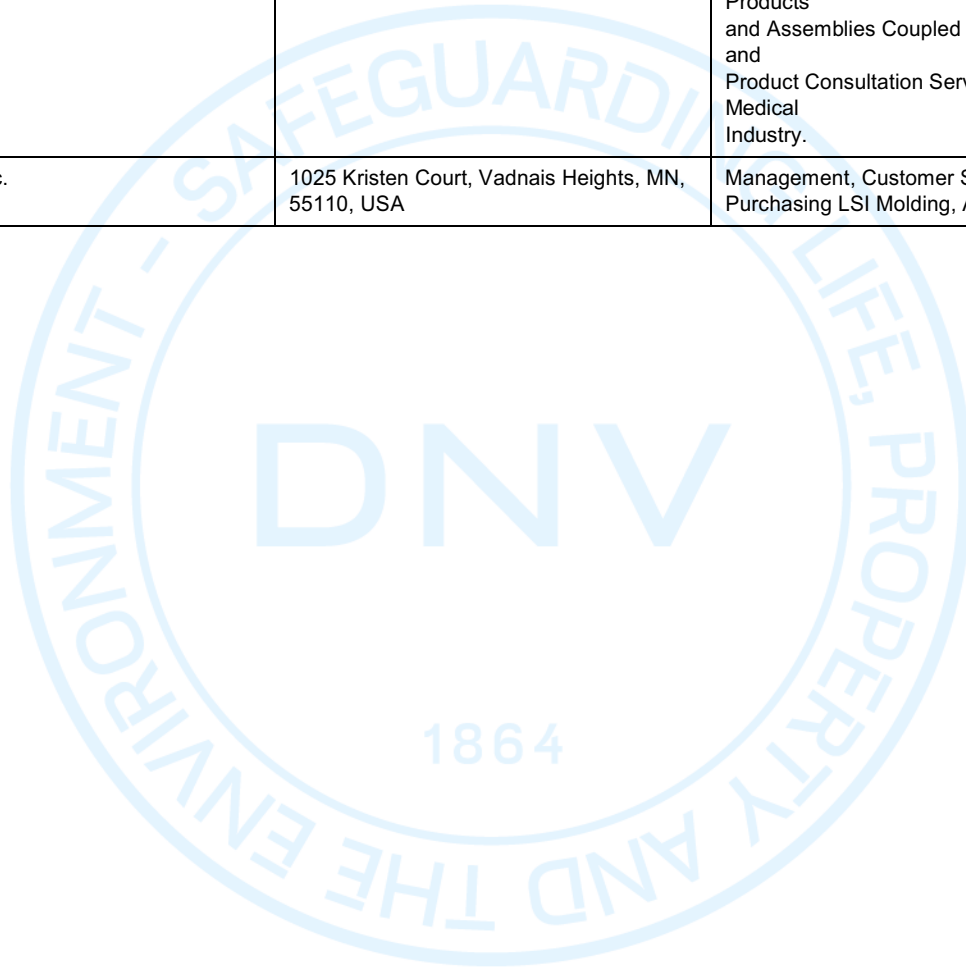 Products
and Assemblies Coupled
and
Product Consultation
Medical
Industry.
1025 Kristen Court, Vadnais Heights, MN,
55110, USA
Management, Customer
Purchasing LSI Molding,
SAFEGUARDING LIFE, PROPERTY AND THE ENVIRONMENT -
DNV
1864